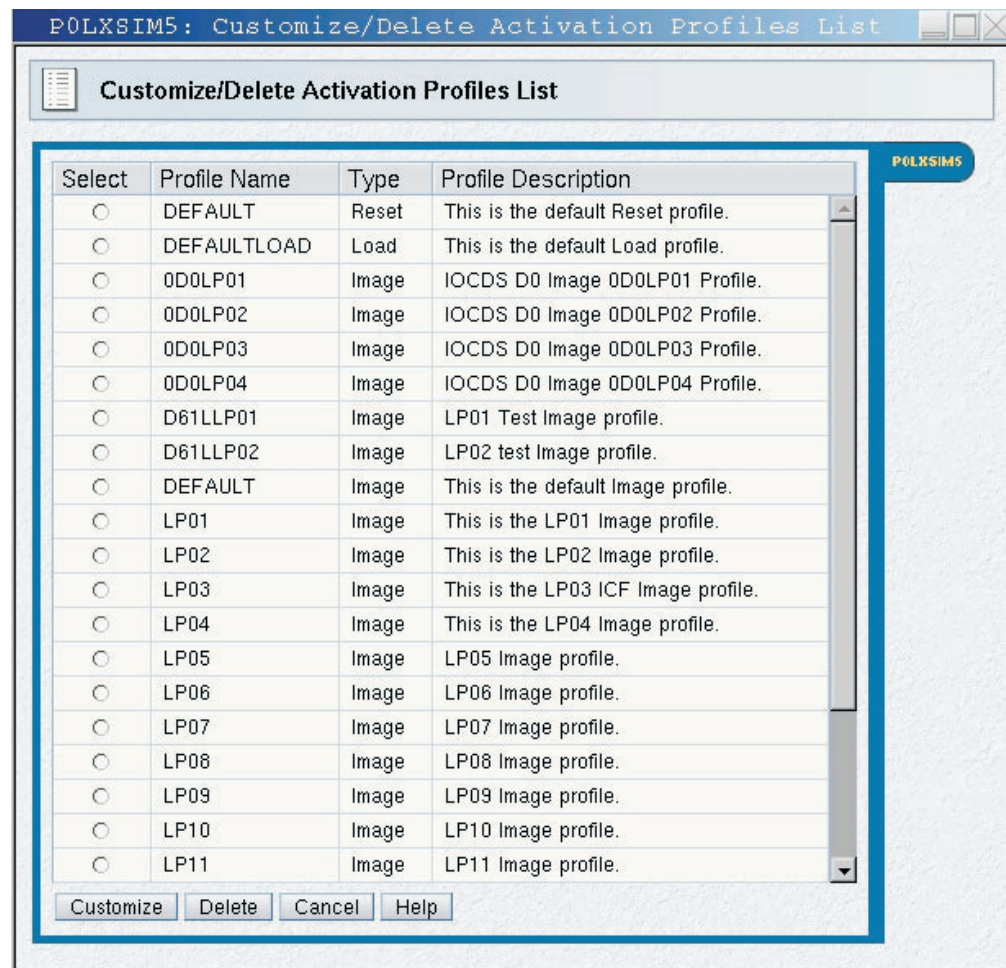 P0LXSIM5: Customize/Delete Activation Profiles List
Customize/Delete Activation Profiles List
P0LXSIM5
Select Profile Name Type Profile Description
DEFAULT Reset This is the default Reset profile.
DEFAULTLOAD Load This is the default Load profile.
0D0LP01 Image IOCDS D0 Image 0D0LP01 Profile.
0D0LP02 Image IOCDS D0 Image 0D0LP02 Profile.
0D0LP03 Image IOCDS D0 Image 0D0LP03 Profile.
0D0LP04 Image IOCDS D0 Image 0D0LP04 Profile.
D61LLP01 Image LP01 Test Image profile.
D61LLP02 Image LP02 test Image profile.
DEFAULT Image This is the default Image profile.
LP01 Image This is the LP01 Image profile.
LP02 Image This is the LP02 Image profile.
LP03 Image This is the LP03 ICF Image profile.
LP04 Image This is the LP04 Image profile.
LP05 Image LP05 Image profile.
LP06 Image LP06 Image profile.
LP07 Image LP07 Image profile.
LP08 Image LP08 Image profile.
LP09 Image LP09 Image profile.
LP10 Image LP10 Image profile.
LP11 Image LP11 Image profile.
Customize Delete Cancel Help